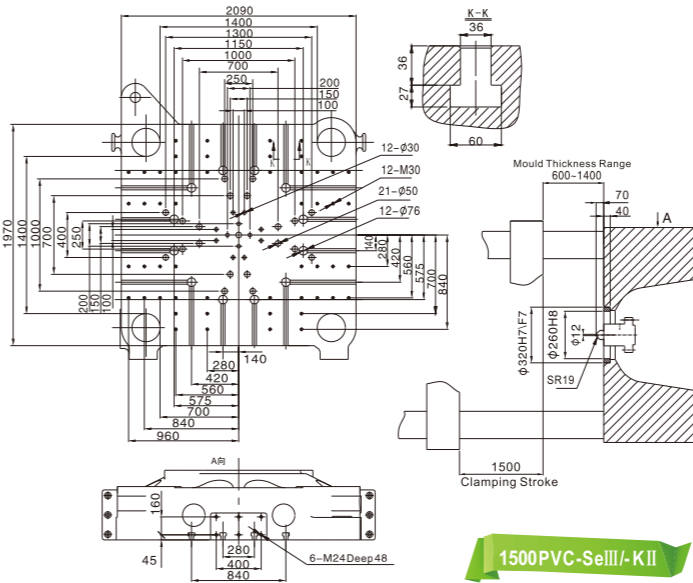 2090
1400
1300
1150
1000
700
250
200
150
100
K-K
36
36
27
60
12-Ø30
12-M30
21-Ø50
12-Ø76
K
K
1970
1400
1000
700
400
250
200
150
100
140
280
420
560
575
700
840
140
280
420
560
575
700
840
960
Mould Thickness Range
600~1400
70
40
A
ϕ320H7\F7
ϕ260H8
ϕ12
SR19
1500
Clamping Stroke
A向
160
45
280
400
840
6-M24Deep48
1500PVC-SeⅢ/-KⅡ